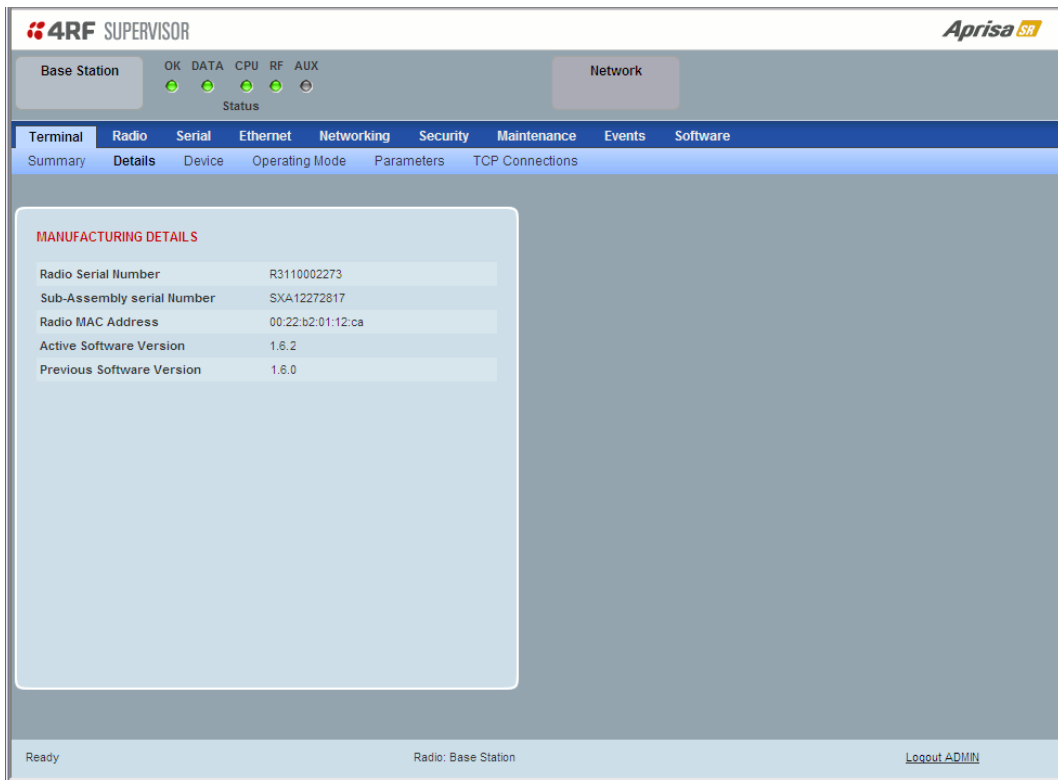 4RF SUPERVISOR
Aprisa SR
Base Station
OK DATA CPU RF AUX
Status
Network
Terminal Radio Serial Ethernet Networking Security Maintenance Events Software
Summary Details Device Operating Mode Parameters TCP Connections
MANUFACTURING DETAILS
Radio Serial Number R3110002273
Sub-Assembly serial Number SXA12272817
Radio MAC Address 00:22:b2:01:12:ca
Active Software Version 1.6.2
Previous Software Version 1.6.0
Ready Radio: Base Station Logout ADMIN